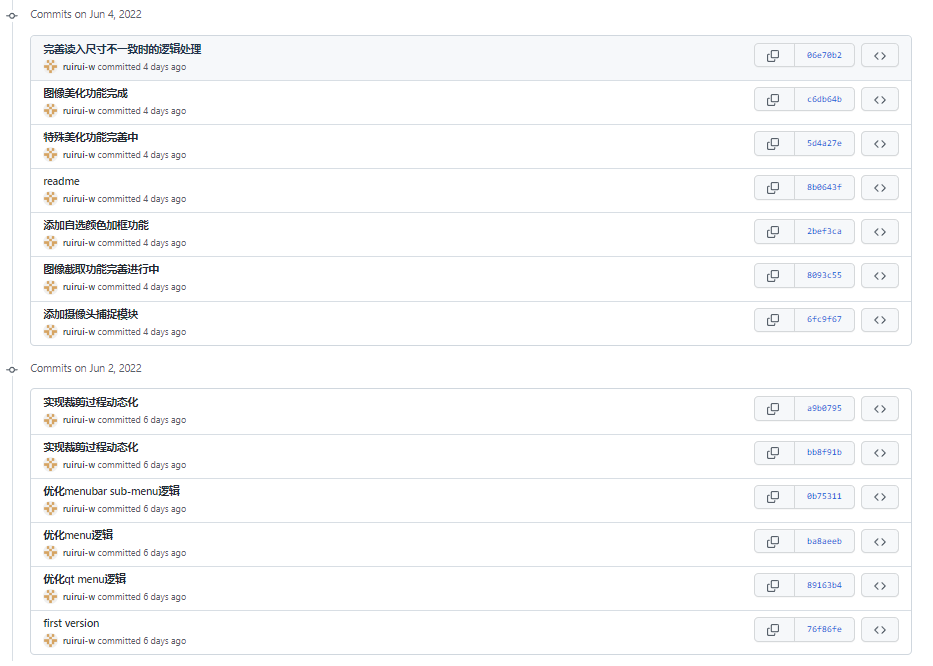 Commits on Jun 4, 2022
完善读入尺寸不一致时的逻辑处理
ruirui-w committed 4 days ago
06e70b2
图像美化功能完成
ruirui-w committed 4 days ago
c6db64b
特殊美化功能完善中
ruirui-w committed 4 days ago
5d4a27e
readme
ruirui-w committed 4 days ago
8b0643f
添加自选颜色加框功能
ruirui-w committed 4 days ago
2bef3ca
图像截取功能完善进行中
ruirui-w committed 4 days ago
8093c55
添加摄像头捕捉模块
ruirui-w committed 4 days ago
6fc9f67
Commits on Jun 2, 2022
实现裁剪过程动态化
ruirui-w committed 6 days ago
a9b0795
实现裁剪过程动态化
ruirui-w committed 6 days ago
bb8f91b
优化menubar sub-menu逻辑
ruirui-w committed 6 days ago
0b75311
优化menu逻辑
ruirui-w committed 6 days ago
ba8aeeb
优化qt menu逻辑
ruirui-w committed 6 days ago
89163b4
first version
ruirui-w committed 6 days ago
76f86fe